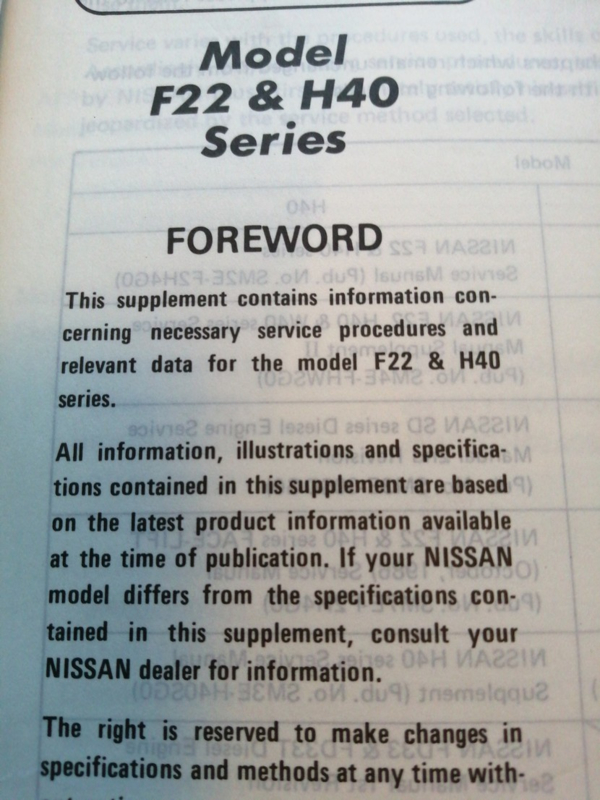 Model
F22 & H40
Series
FOREWORD
This supplement contains information con-
cerning necessary service procedures and
relevant data for the model F22 & H40
series.
All information, illustrations and specifica-
tions contained in this supplement are based
on the latest product information available
at the time of publication. If your NISSAN
model differs from the specifications con-
tained in this supplement, consult your
NISSAN dealer for information.
The right is reserved to make changes in
specifications and methods at any time with-